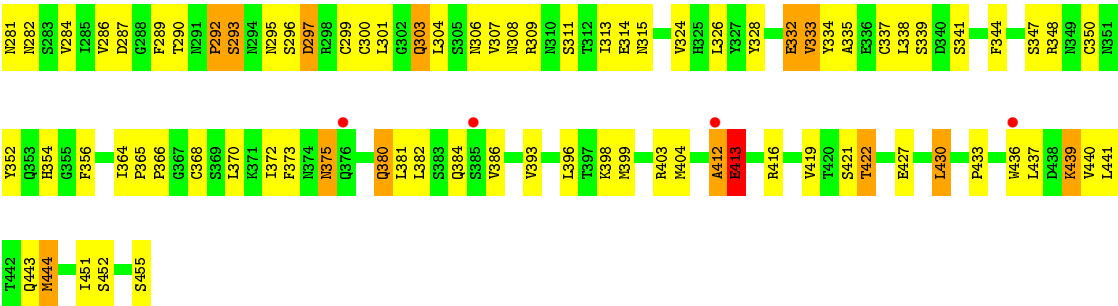 N281 N282 S283 V284 I285 V286 D287 G288 F289 T290 N291 P292 S293 N294 N295 S296 D297 R298 C299 C300 L301 G302 Q303 L304 S305 N306 V307 N308 R309 N310 S311 T312 I313 E314 N315 V324 H325 L326 Y327 V328 E332 V333 Y334 A335 E336 C337 L338 S339 D340 S341 F344 S347 R348 N349 C350 N351
Y352 Q353 H354 G355 F356 I364 P365 P366 G367 C368 S369 L370 K371 I372 F373 N374 N375 Q376 Q380 L381 L382 S383 Q384 S385 V386 V393 L396 T397 K398 M399 R403 M404 A412 E413 R416 V419 T420 S421 T422 E427 L430 P433 W436 L437 D438 K439 V440 L441
T442 Q443 M444 I451 S452 S455